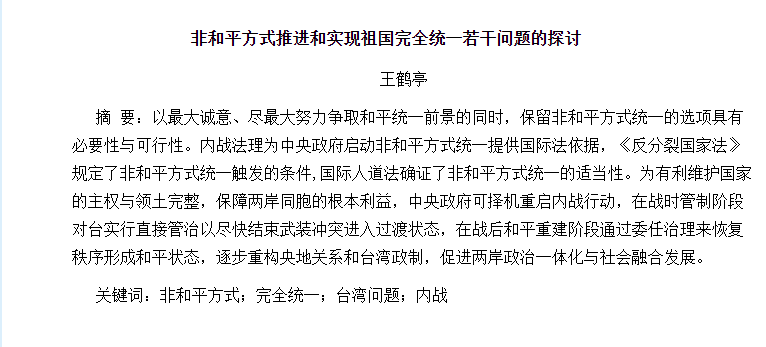 非和平方式推进和实现祖国完全统一若干问题的探讨
王鹤亭
摘 要：以最大诚意、尽最大努力争取和平统一前景的同时，保留非和平方式统一的选项具有
必要性与可行性。内战法理为中央政府启动非和平方式统一提供国际法依据，《反分裂国家法》
规定了非和平方式统一触发的条件,国际人道法确证了非和平方式统一的适当性。为有利维护国家
的主权与领土完整，保障两岸同胞的根本利益，中央政府可择机重启内战行动，在战时管制阶段
对台实行直接管治以尽快结束武装冲突进入过渡状态，在战后和平重建阶段通过委任治理来恢复
秩序形成和平状态，逐步重构央地关系和台湾政制，促进两岸政治一体化与社会融合发展。
关键词：非和平方式；完全统一；台湾问题；内战